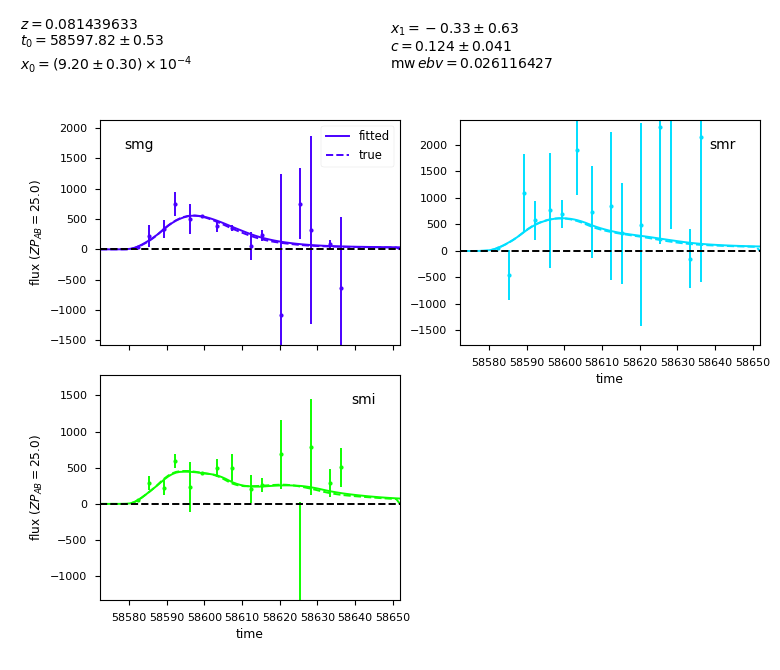 z = 0.081439633
t₀ = 58597.82 ± 0.53
x₀ = (9.20 ± 0.30) × 10⁻⁴
x₁ = −0.33 ± 0.63
c = 0.124 ± 0.041
mw ebv = 0.026116427
smg
fitted
true
2000
1500
1000
500
0
−500
−1000
−1500
flux (ZP_AB = 25.0)
smr
2000
1500
1000
500
0
−500
−1000
−1500
58580 58590 58600 58610 58620 58630 58640 58650
time
smi
1500
1000
500
0
−500
−1000
flux (ZP_AB = 25.0)
58580 58590 58600 58610 58620 58630 58640 58650
time